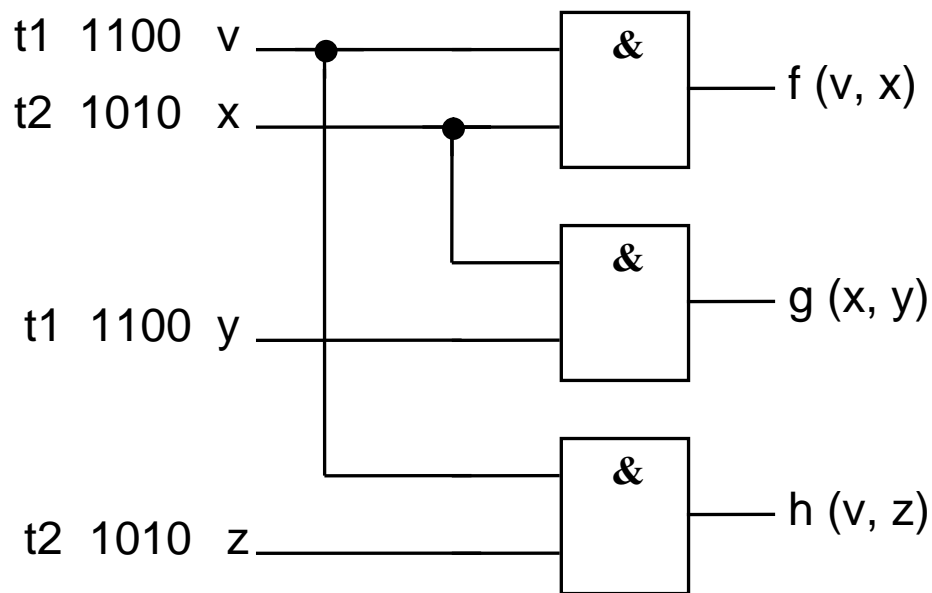 t1 1100 v
&
f (v, x)
t2 1010 x
&
g (x, y)
t1 1100 y
&
h (v, z)
t2 1010 z